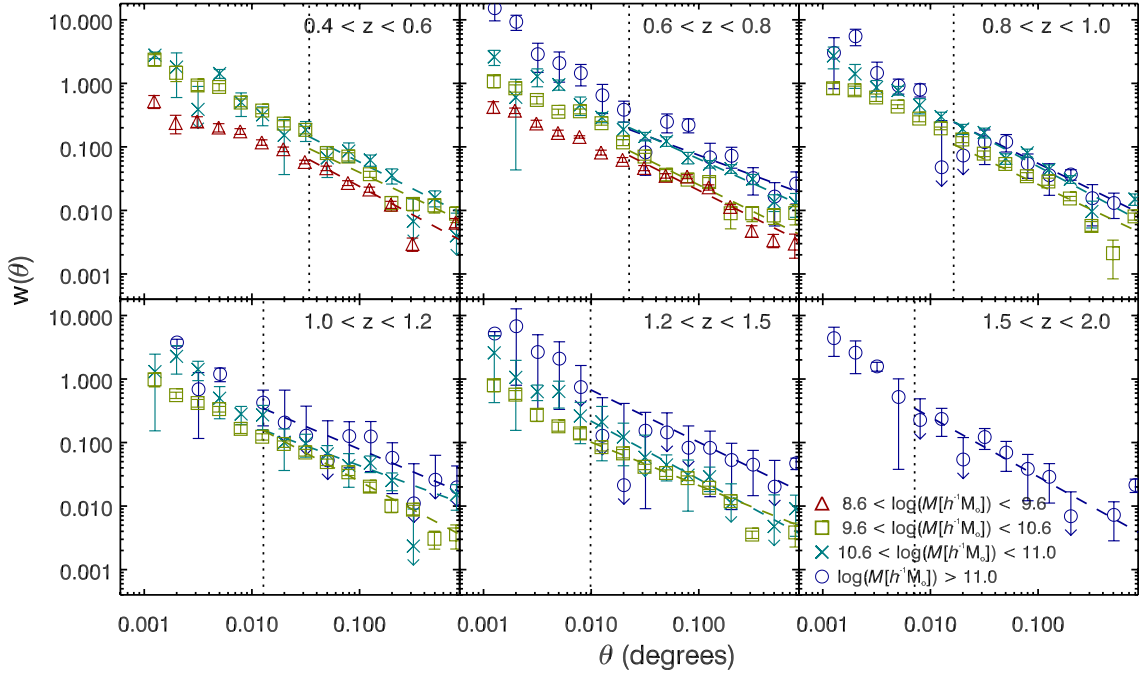 0.4 < z < 0.6
0.6 < z < 0.8
0.8 < z < 1.0
10.000
1.000
0.100
0.010
0.001
w(θ)
1.0 < z < 1.2
1.2 < z < 1.5
1.5 < z < 2.0
10.000
1.000
0.100
0.010
0.001
8.6 < log(M[h⁻¹M₀]) < 9.6
9.6 < log(M[h⁻¹M₀]) < 10.6
10.6 < log(M[h⁻¹M₀]) < 11.0
log(M[h⁻¹M₀]) > 11.0
0.001 0.010 0.100
0.001 0.010 0.100
0.001 0.010 0.100
θ (degrees)